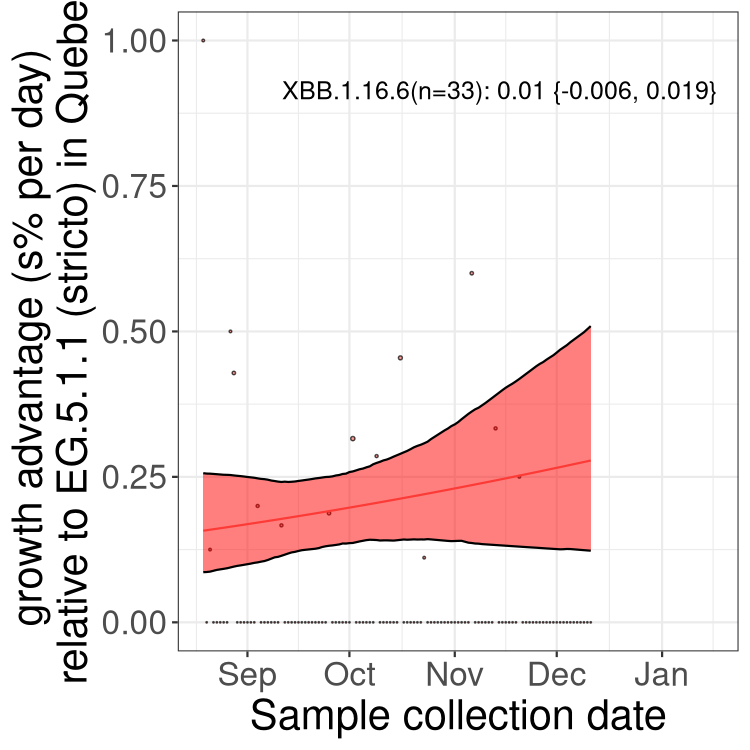 growth advantage (s% per day)
relative to EG.5.1.1 (stricto) in Quebe
1.00
0.75
0.50
0.25
0.00
XBB.1.16.6(n=33): 0.01 {-0.006, 0.019}
Sep Oct Nov Dec Jan
Sample collection date